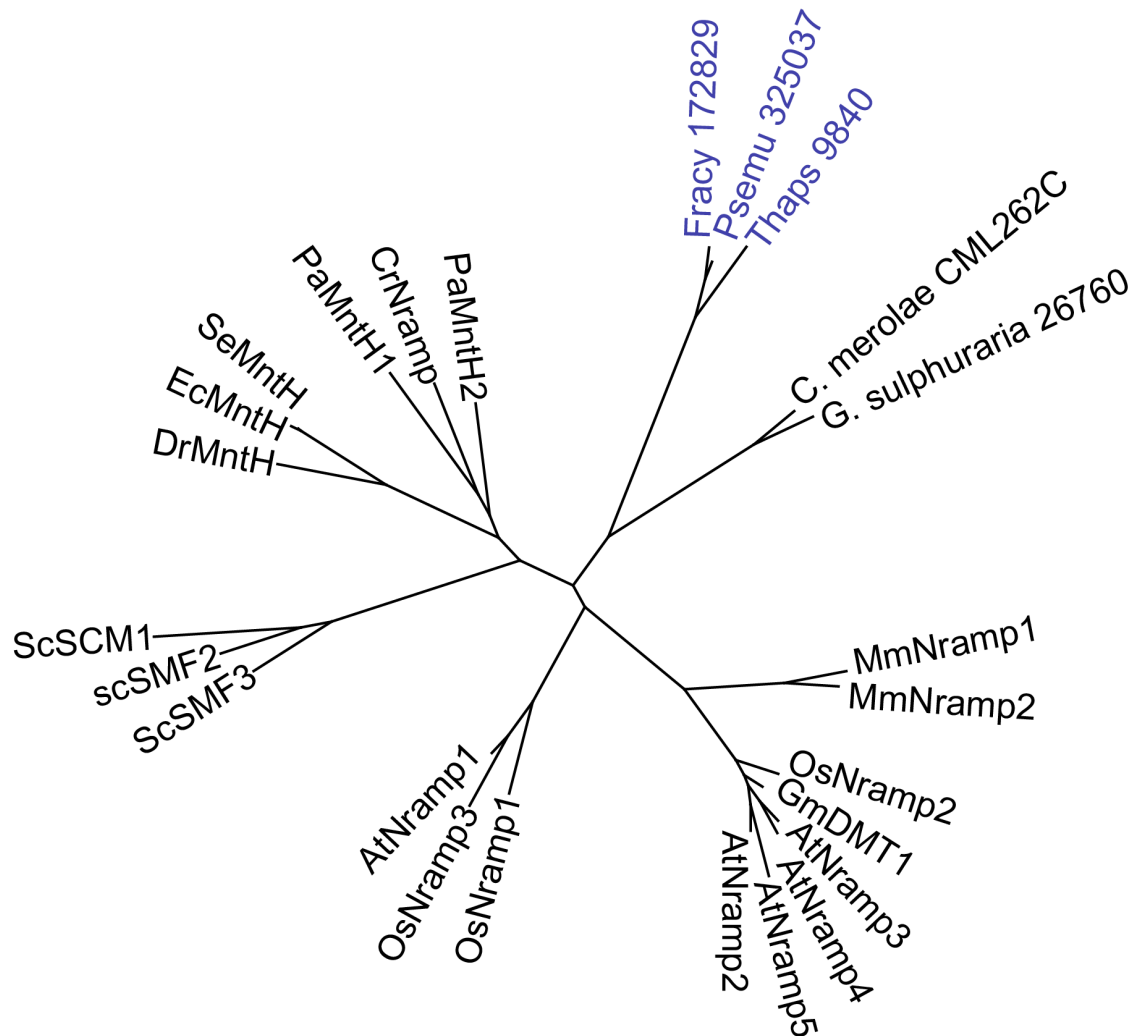 Fracy 172829
Psemu 325037
Thaps 9840
C. merolae CML262C
G. sulphuraria 26760
PaMntH2
CrNramp
PaMntH1
SeMntH
EcMntH
DrMntH
ScSCM1
scSMF2
ScSMF3
MmNramp1
MmNramp2
OsNramp2
GmDMT1
AtNramp3
AtNramp4
AtNramp5
AtNramp2
AtNramp1
OsNramp3
OsNramp1